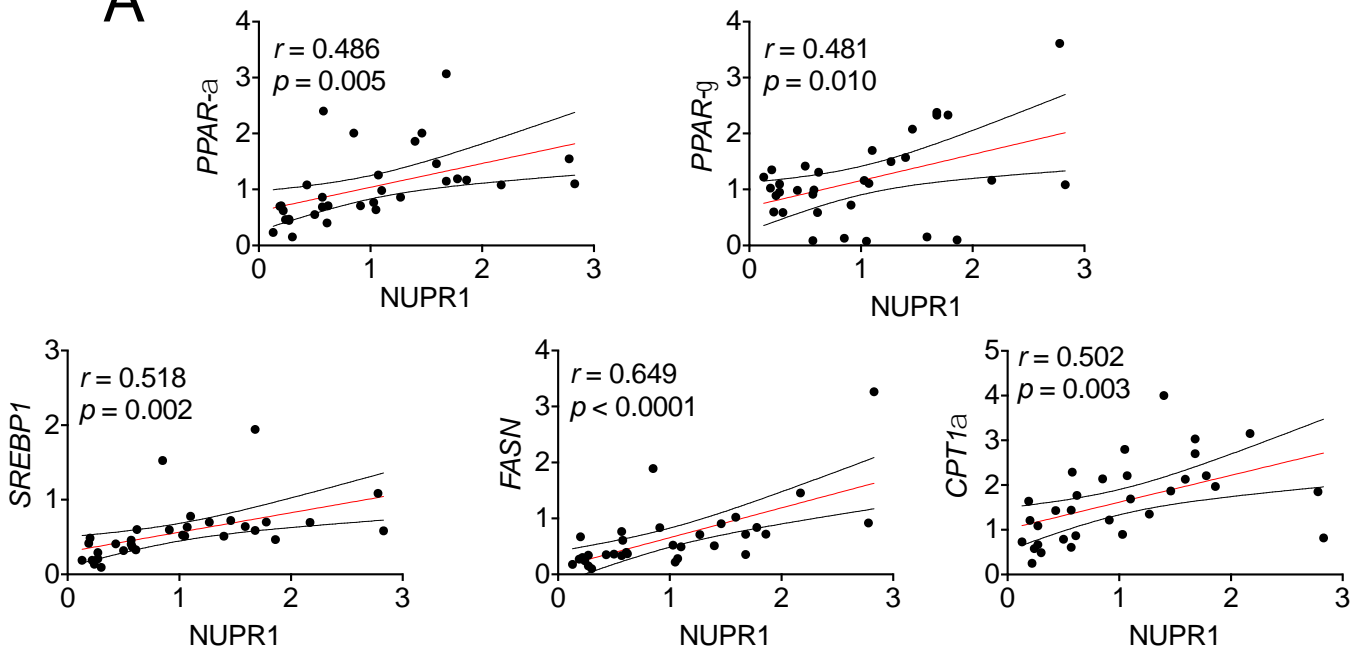 A
4
3
2
1
0
PPAR-a
r = 0.486
p = 0.005
0 1 2 3
NUPR1
4
3
2
1
0
PPAR-g
r = 0.481
p = 0.010
0 1 2 3
NUPR1
3
2
1
0
SREBP1
r = 0.518
p = 0.002
0 1 2 3
NUPR1
4
3
2
1
0
FASN
r = 0.649
p < 0.0001
0 1 2 3
NUPR1
5
4
3
2
1
0
CPT1a
r = 0.502
p = 0.003
0 1 2 3
NUPR1